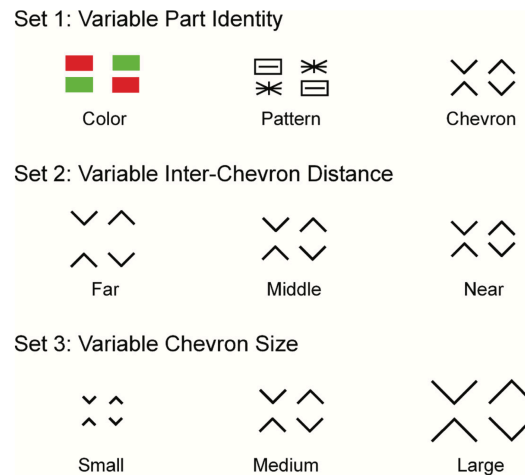 Set 1: Variable Part Identity
Color Pattern Chevron
Set 2: Variable Inter-Chevron Distance
Far Middle Near
Set 3: Variable Chevron Size
Small Medium Large